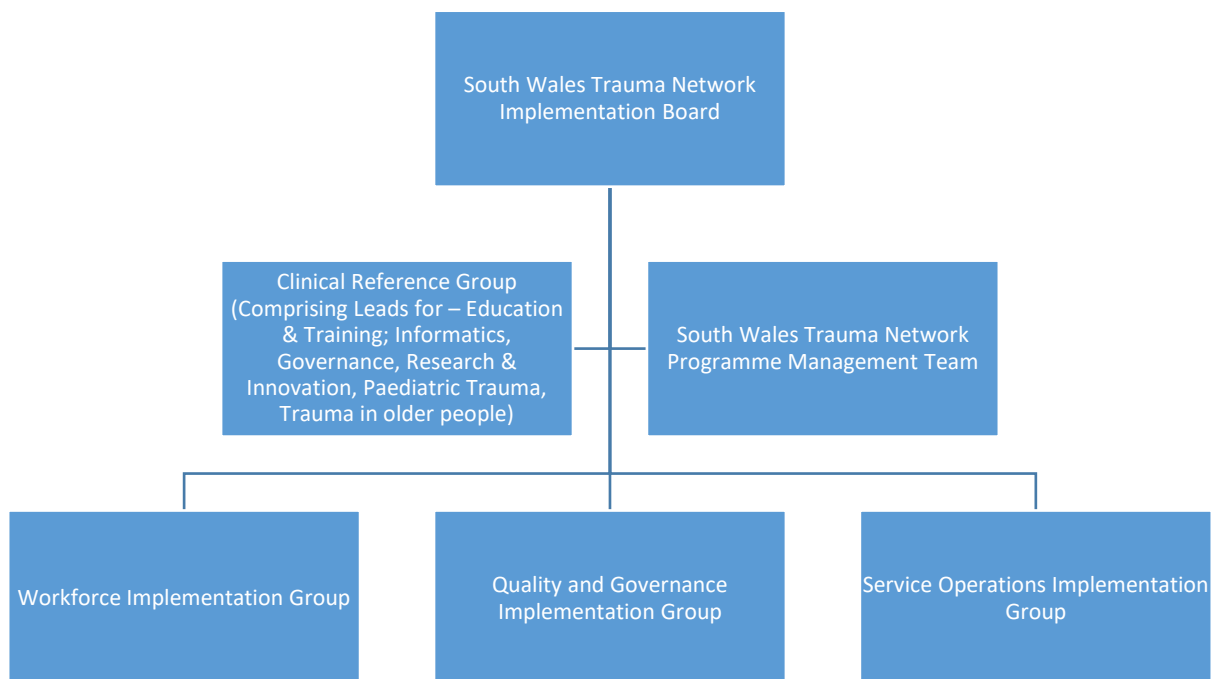 South Wales Trauma Network
Implementation Board
Clinical Reference Group
(Comprising Leads for – Education
& Training; Informatics,
Governance, Research &
Innovation, Paediatric Trauma,
Trauma in older people)
South Wales Trauma Network
Programme Management Team
Workforce Implementation Group
Quality and Governance
Implementation Group
Service Operations Implementation
Group